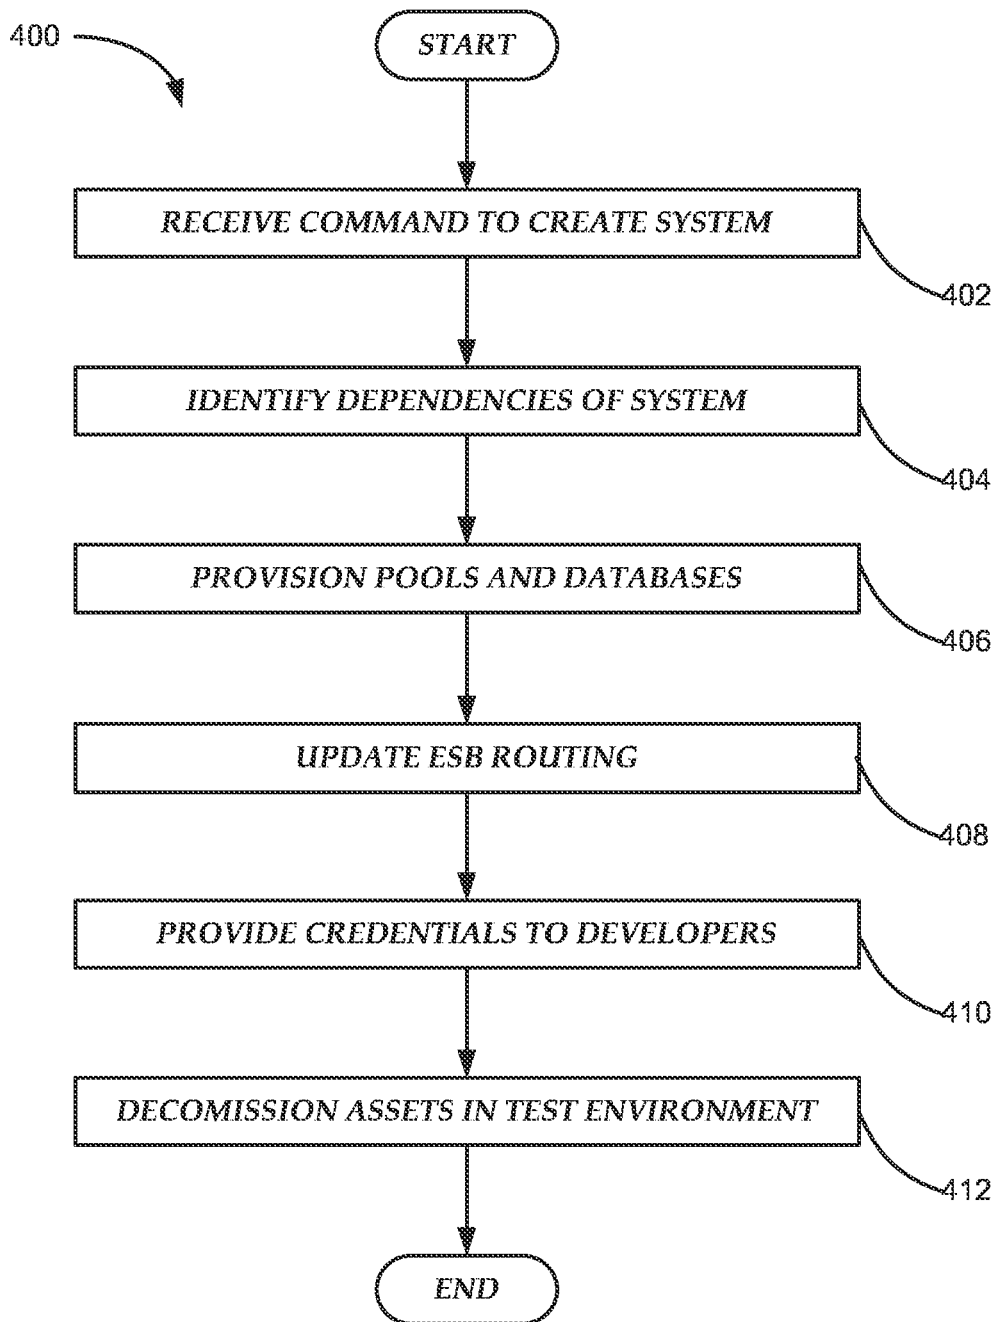 400
START
RECEIVE COMMAND TO CREATE SYSTEM
402
IDENTIFY DEPENDENCIES OF SYSTEM
404
PROVISION POOLS AND DATABASES
406
UPDATE ESB ROUTING
408
PROVIDE CREDENTIALS TO DEVELOPERS
410
DECOMISSION ASSETS IN TEST ENVIRONMENT
412
END